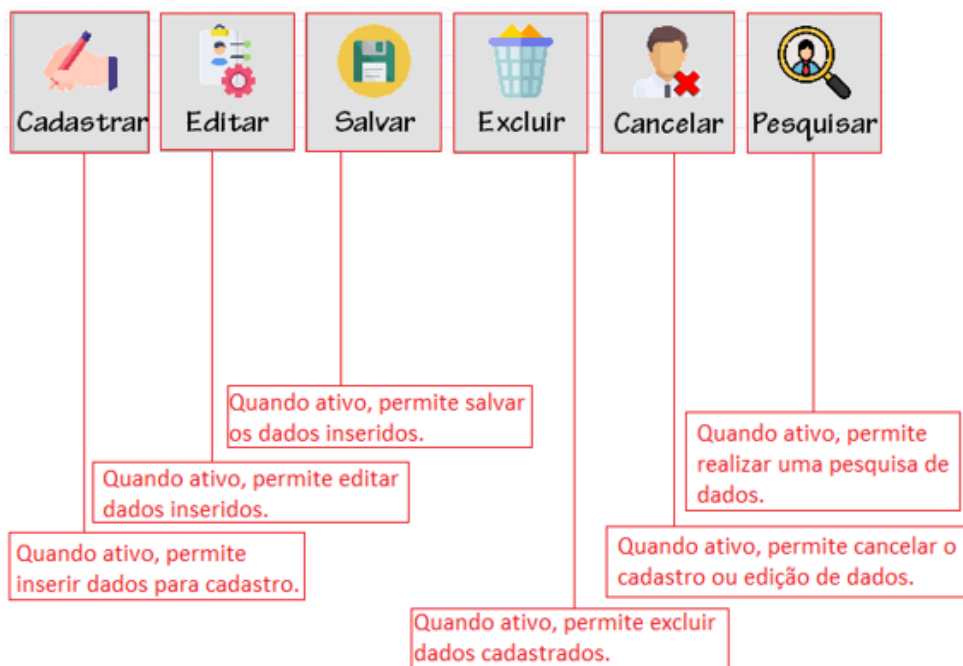 Cadastrar
Editar
Salvar
Excluir
Cancelar
Pesquisar
Quando ativo, permite salvar
os dados inseridos.
Quando ativo, permite
realizar uma pesquisa de
dados.
Quando ativo, permite editar
dados inseridos.
Quando ativo, permite
inserir dados para cadastro.
Quando ativo, permite cancelar o
cadastro ou edição de dados.
Quando ativo, permite excluir
dados cadastrados.